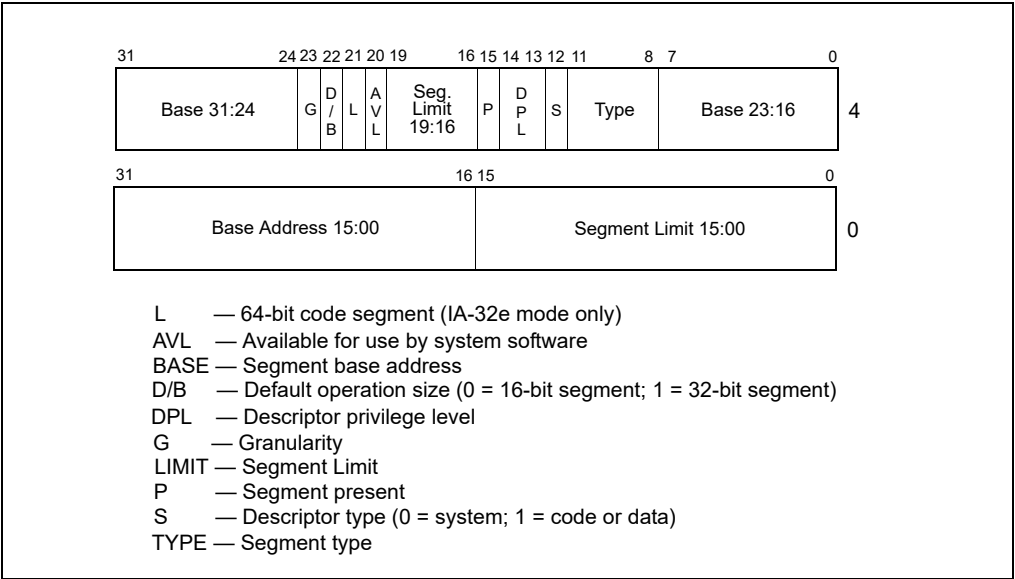 31 24 23 22 21 20 19 16 15 14 13 12 11 8 7 0
Base 31:24 G D/B L AVL Seg. Limit 19:16 P DPL S Type Base 23:16 4
31 16 15 0
Base Address 15:00 Segment Limit 15:00 0
L — 64-bit code segment (IA-32e mode only)
AVL — Available for use by system software
BASE — Segment base address
D/B — Default operation size (0 = 16-bit segment; 1 = 32-bit segment)
DPL — Descriptor privilege level
G — Granularity
LIMIT — Segment Limit
P — Segment present
S — Descriptor type (0 = system; 1 = code or data)
TYPE — Segment type